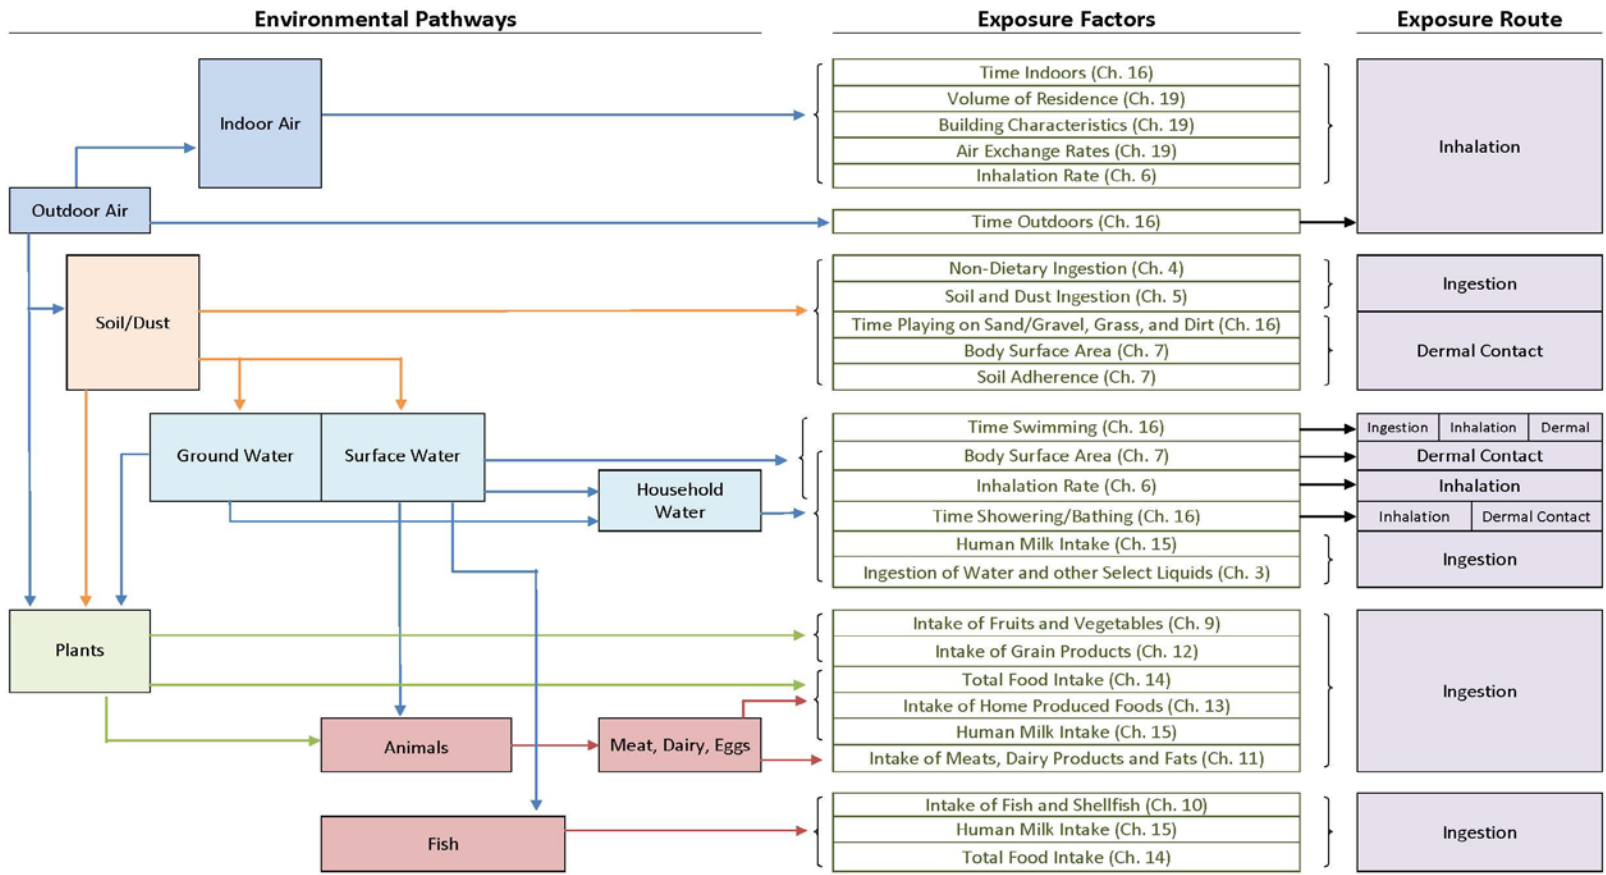 Environmental Pathways
Exposure Factors
Exposure Route
Indoor Air
Time Indoors (Ch. 16)
Volume of Residence (Ch. 19)
Building Characteristics (Ch. 19)
Air Exchange Rates (Ch. 19)
Inhalation Rate (Ch. 6)
Inhalation
Outdoor Air
Time Outdoors (Ch. 16)
Soil/Dust
Non-Dietary Ingestion (Ch. 4)
Soil and Dust Ingestion (Ch. 5)
Ingestion
Time Playing on Sand/Gravel, Grass, and Dirt (Ch. 16)
Body Surface Area (Ch. 7)
Soil Adherence (Ch. 7)
Dermal Contact
Ground Water
Surface Water
Household
Water
Time Swimming (Ch. 16)
Ingestion
Inhalation
Dermal
Body Surface Area (Ch. 7)
Dermal Contact
Inhalation Rate (Ch. 6)
Inhalation
Time Showering/Bathing (Ch. 16)
Inhalation
Dermal Contact
Human Milk Intake (Ch. 15)
Ingestion of Water and other Select Liquids (Ch. 3)
Ingestion
Plants
Intake of Fruits and Vegetables (Ch. 9)
Intake of Grain Products (Ch. 12)
Total Food Intake (Ch. 14)
Intake of Home Produced Foods (Ch. 13)
Human Milk Intake (Ch. 15)
Intake of Meats, Dairy Products and Fats (Ch. 11)
Ingestion
Animals
Meat, Dairy, Eggs
Fish
Intake of Fish and Shellfish (Ch. 10)
Human Milk Intake (Ch. 15)
Total Food Intake (Ch. 14)
Ingestion